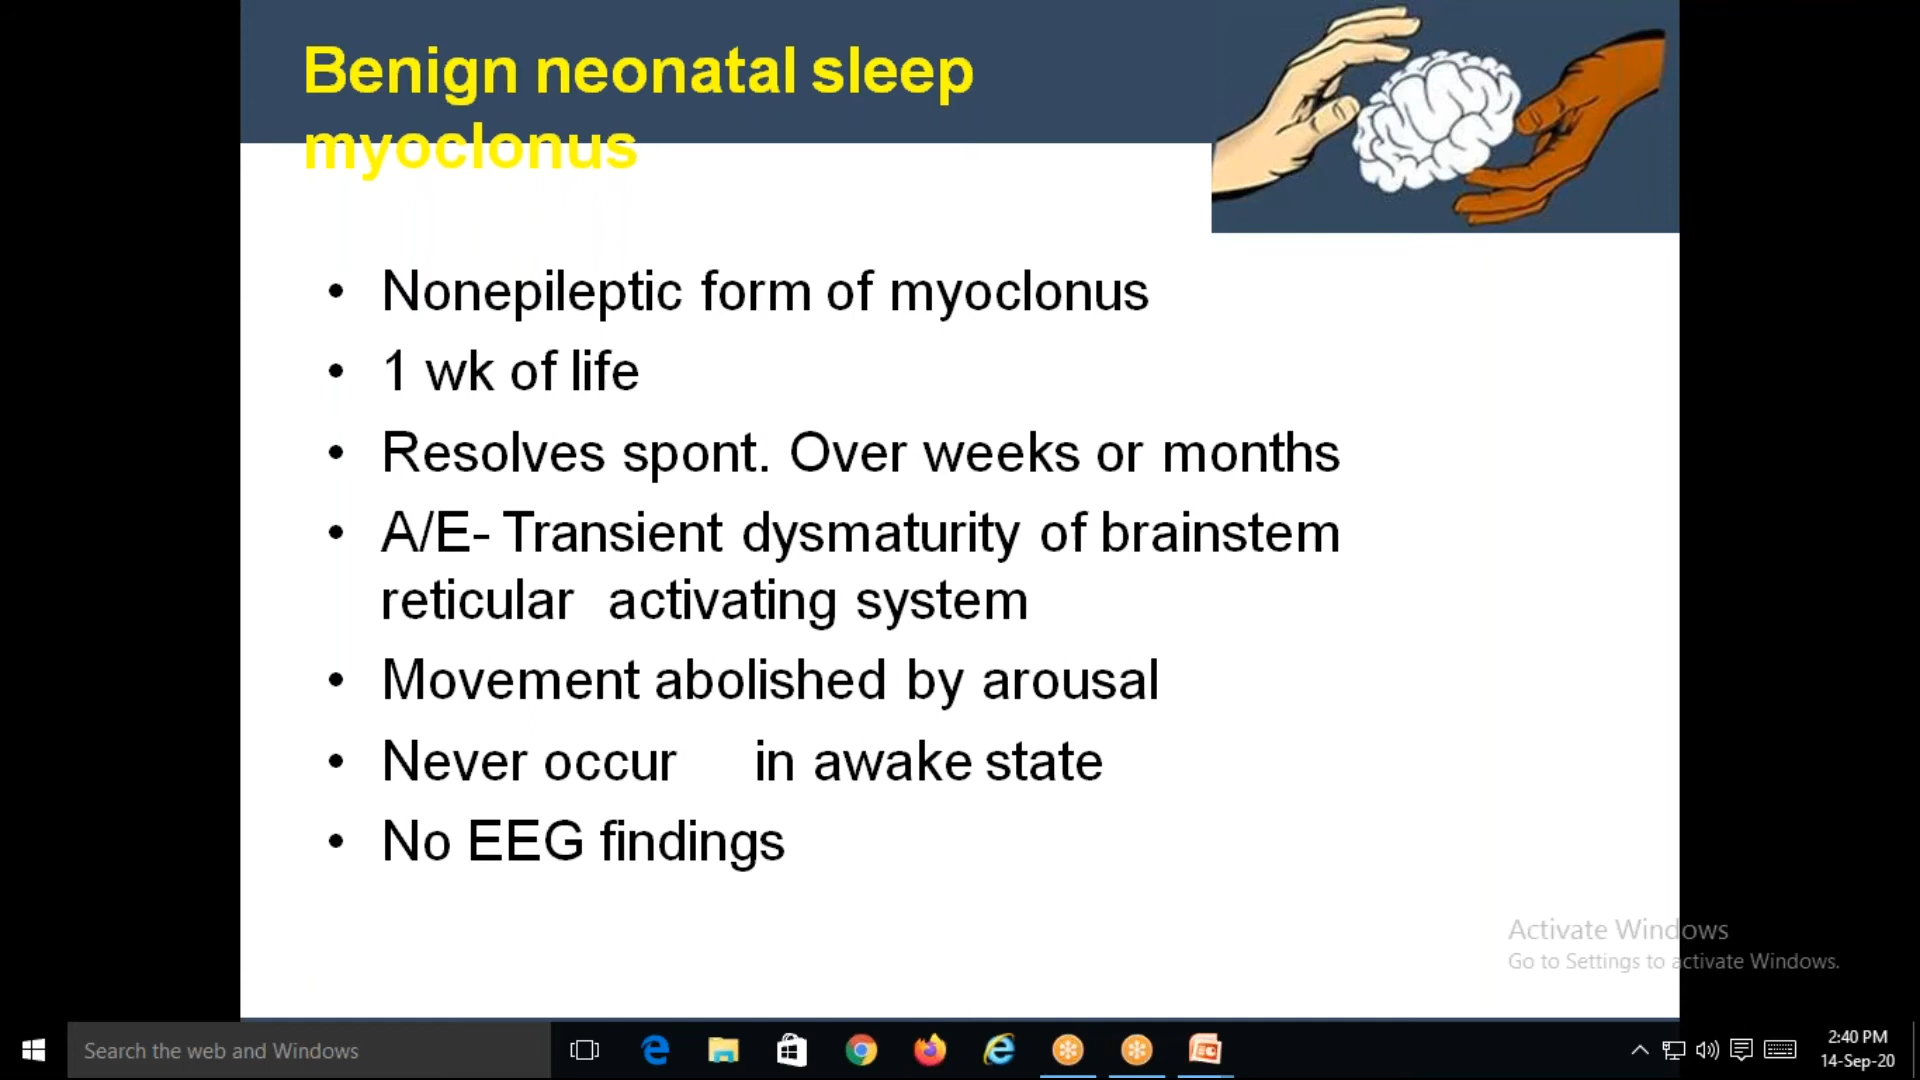 Benign neonatal sleep
myoclonus
• Nonepileptic form of myoclonus
• 1 wk of life
• Resolves spont. Over weeks or months
• A/E- Transient dysmaturity of brainstem
reticular activating system
• Movement abolished by arousal
• Never occur in awake state
• No EEG findings
Activate Windows
Go to Settings to activate Windows.
Search the web and Windows
2:40 PM
14-Sep-20